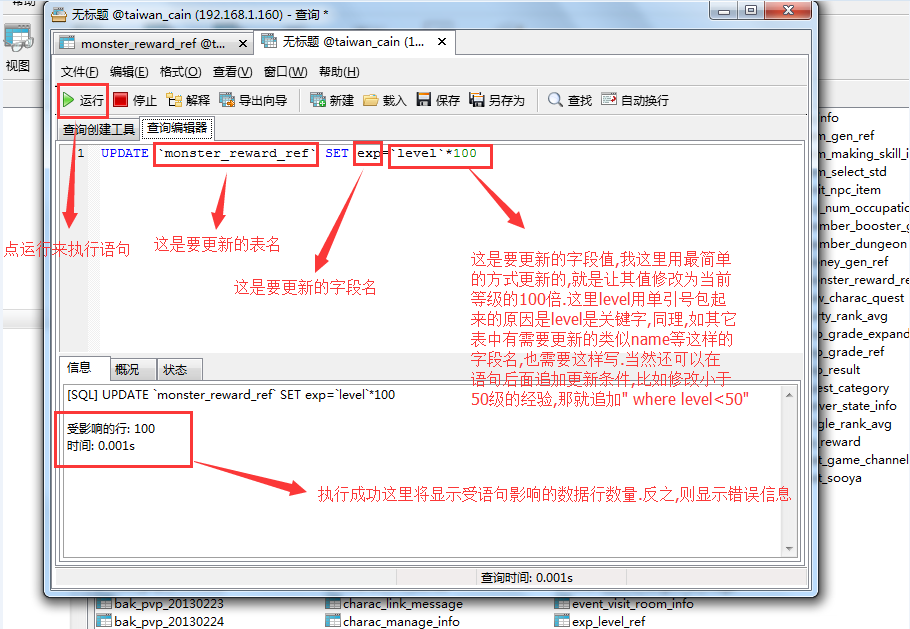 帮助
无标题 @taiwan_cain (192.168.1.160) - 查询 *
视图
monster_reward_ref @t...
无标题 @taiwan_cain (1...
文件(F) 编辑(E) 格式(O) 查看(V) 窗口(W) 帮助(H)
运行 停止 解释 导出向导 新建 载入 保存 另存为 查找 自动换行
查询创建工具 查询编辑器
1 UPDATE `monster_reward_ref` SET exp=`level`*100
点运行来执行语句
这是要更新的表名
这是要更新的字段名
这是要更新的字段值,我这里用最简单
的方式更新的,就是让其值修改为当前
等级的100倍.这里level用单引号包起
来的原因是level是关键字,同理,如其它
表中有需要更新的类似name等这样的
字段名,也需要这样写.当然还可以在
语句后面追加更新条件,比如修改小于
50级的经验,那就追加" where level<50"
信息 概况 状态
[SQL] UPDATE `monster_reward_ref` SET exp=`level`*100
受影响的行: 100
时间: 0.001s
执行成功这里将显示受语句影响的数据行数量.反之,则显示错误信息
查询时间: 0.001s
nfo
m_gen_ref
m_making_skill_i
m_select_std
it_npc_item
_num_occupatio
mber_booster_g
mber_dungeon
ney_gen_ref
nster_reward_re
w_charac_quest
rty_rank_avg
p_grade_expand
p_grade_ref
p_result
est_category
ver_state_info
gle_rank_avg
_reward
t_game_channel
t_sooya
bak_pvp_20130223 charac_link_message event_visit_room_info
bak_pvp_20130224 charac_manage_info exp_level_ref